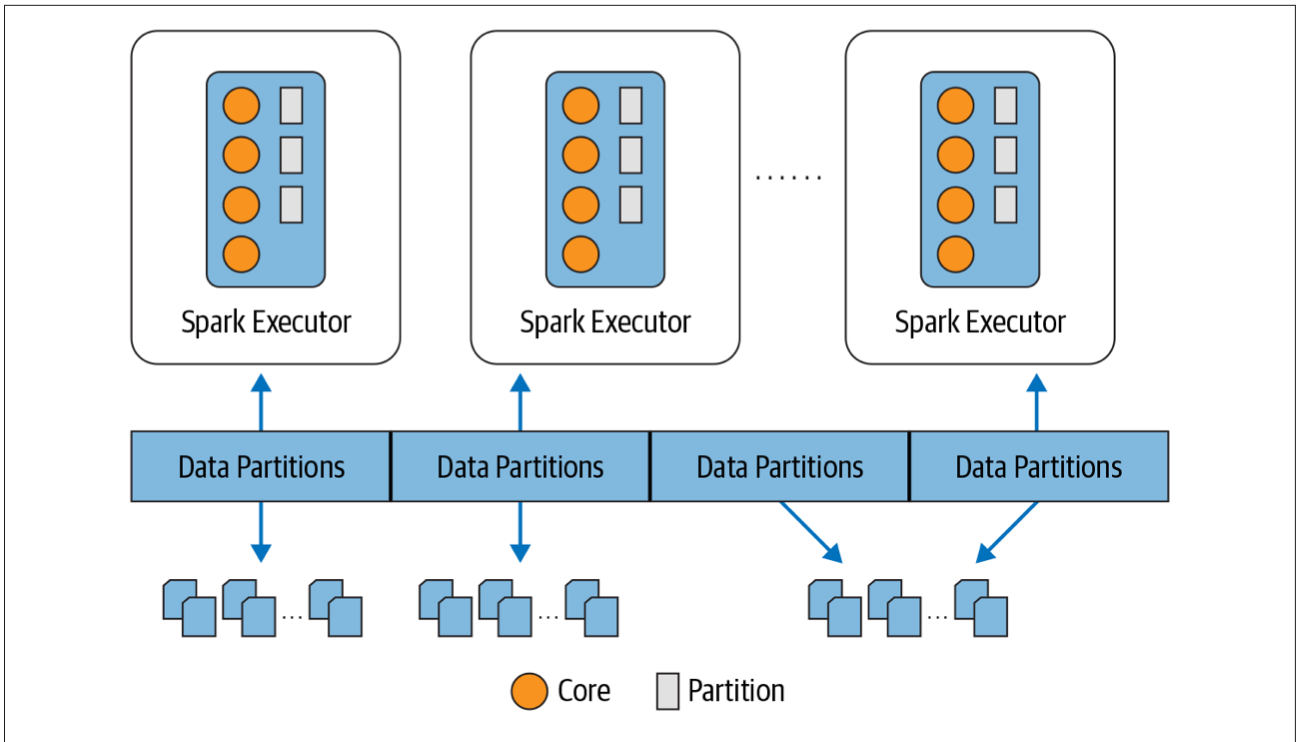 Spark Executor
Spark Executor
......
Spark Executor
Data Partitions
Data Partitions
Data Partitions
Data Partitions
...
...
...
Core
Partition